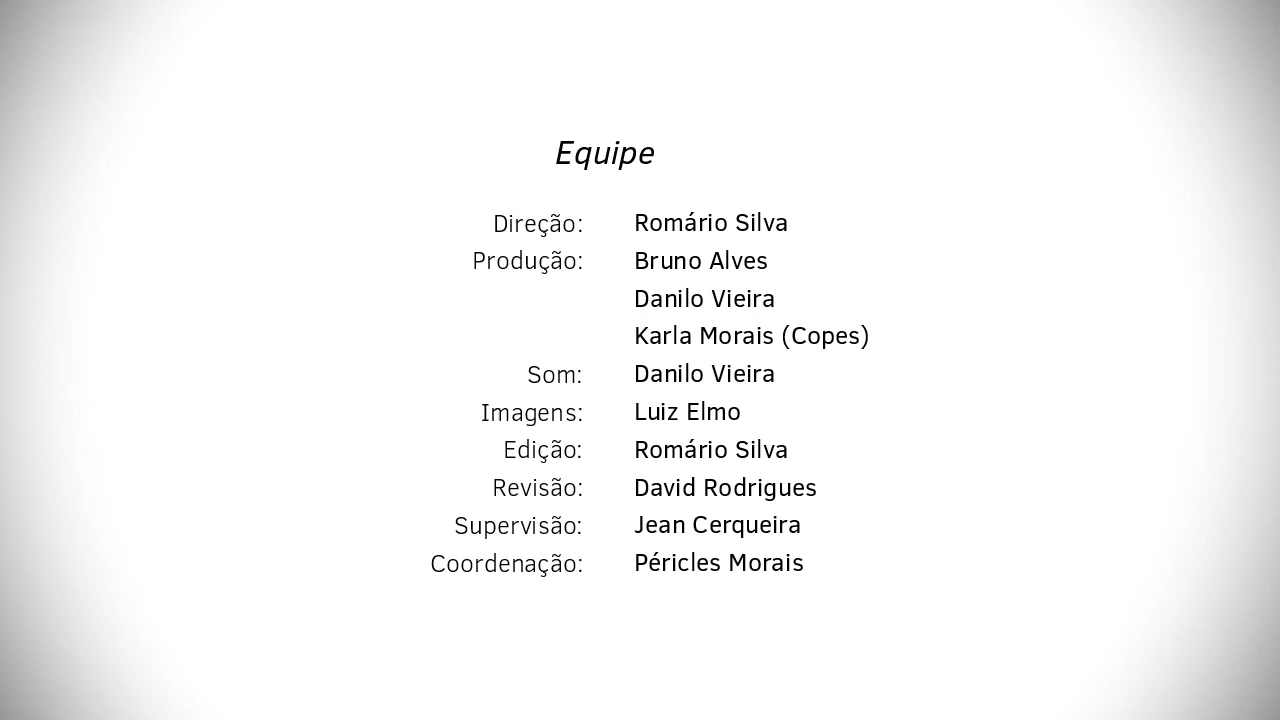 Equipe
Direção: Romário Silva
Produção: Bruno Alves
Danilo Vieira
Karla Morais (Copes)
Som: Danilo Vieira
Imagens: Luiz Elmo
Edição: Romário Silva
Revisão: David Rodrigues
Supervisão: Jean Cerqueira
Coordenação: Péricles Morais